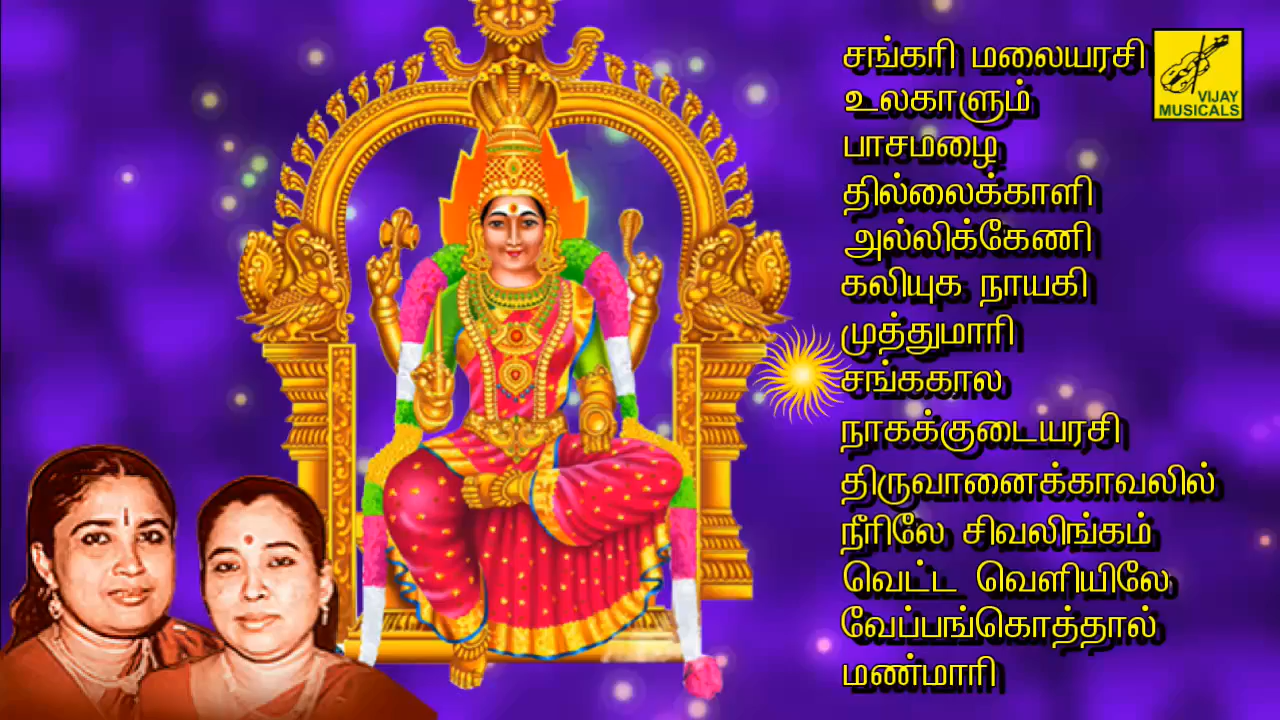 சங்கரி மலையரசி
உலகாளும்
பாசமழை
தில்லைக்காளி
அல்லிக்கேணி
கலியுக நாயகி
முத்துமாரி
சங்ககால
நாகக்குடையரசி
திருவானைக்காவலில்
நீரிலே சிவலிங்கம்
வெட்ட வெளியிலே
வேப்பங்கொத்தால்
மண்மாரி
VIJAY
MUSICALS